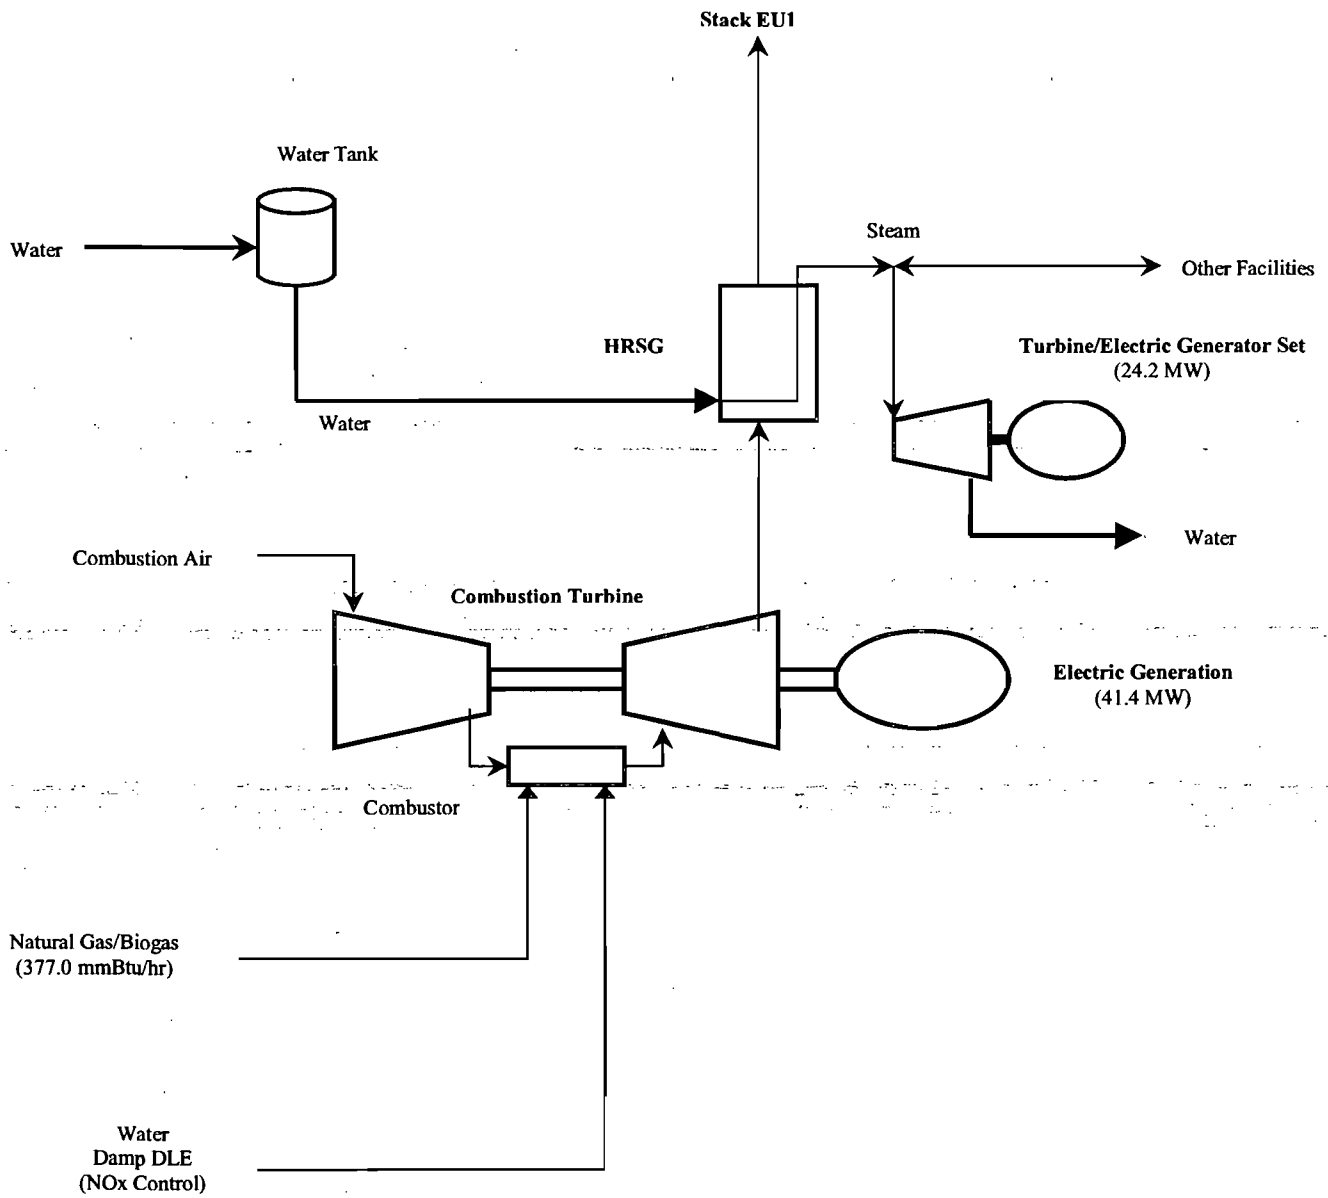 Stack EU1
Water Tank
Water
Steam
Other Facilities
HRSG
Turbine/Electric Generator Set
(24.2 MW)
Water
Water
Combustion Air
Combustion Turbine
Electric Generation
(41.4 MW)
Combustor
Natural Gas/Biogas
(377.0 mmBtu/hr)
Water
Damp DLE
(NOx Control)